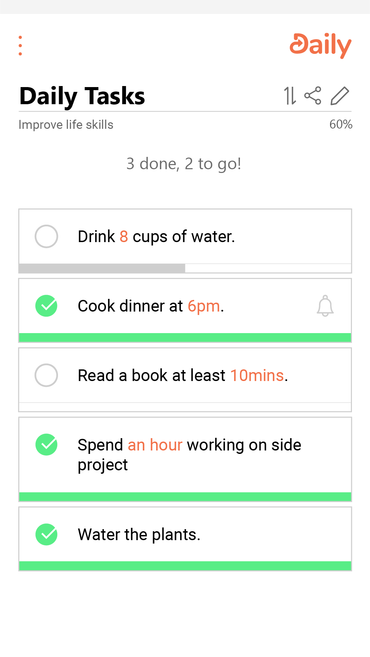 Daily
Daily Tasks
Improve life skills
60%
3 done, 2 to go!
Drink 8 cups of water.
Cook dinner at 6pm.
Read a book at least 10mins.
Spend an hour working on side
project
Water the plants.